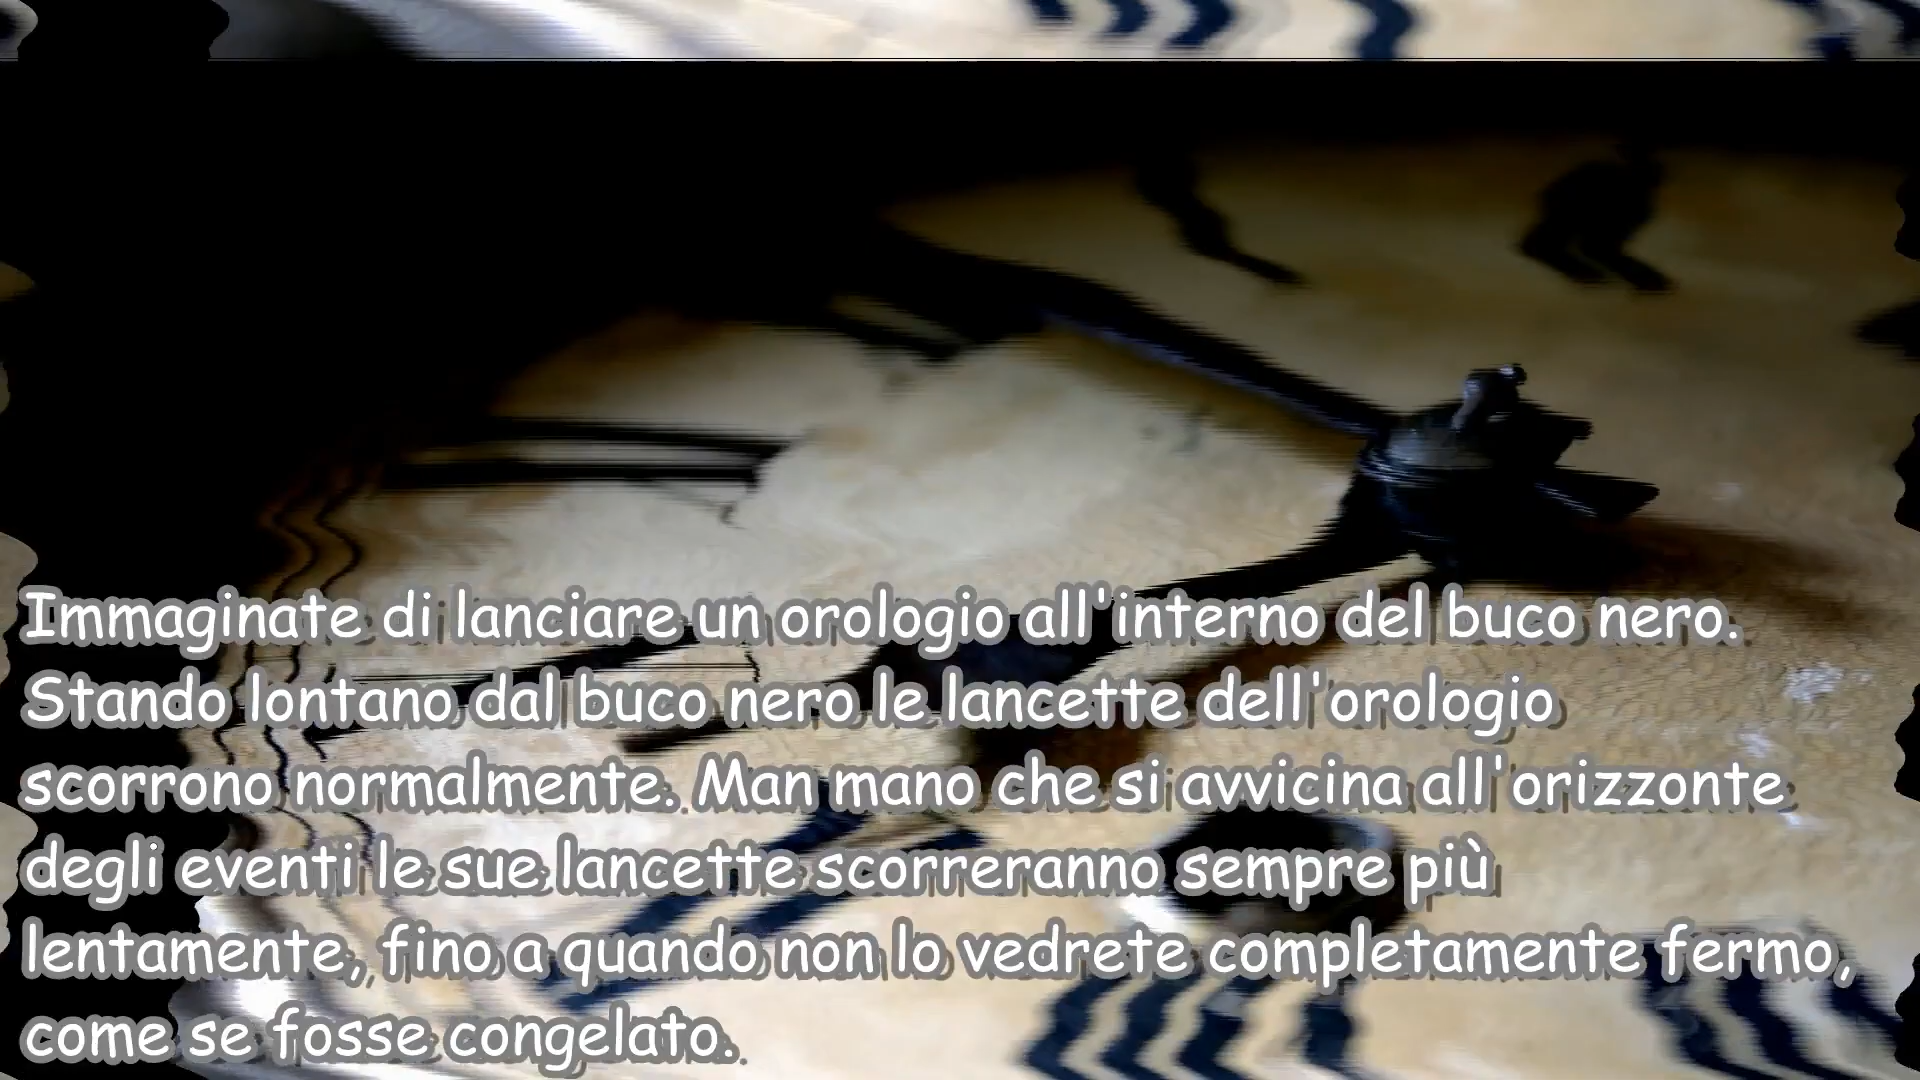 Immaginate di lanciare un orologio all'interno del buco nero.
Stando lontano dal buco nero le lancette dell'orologio
scorrono normalmente. Man mano che si avvicina all'orizzonte
degli eventi le sue lancette scorreranno sempre più
lentamente, fino a quando non lo vedrete completamente fermo,
come se fosse congelato.